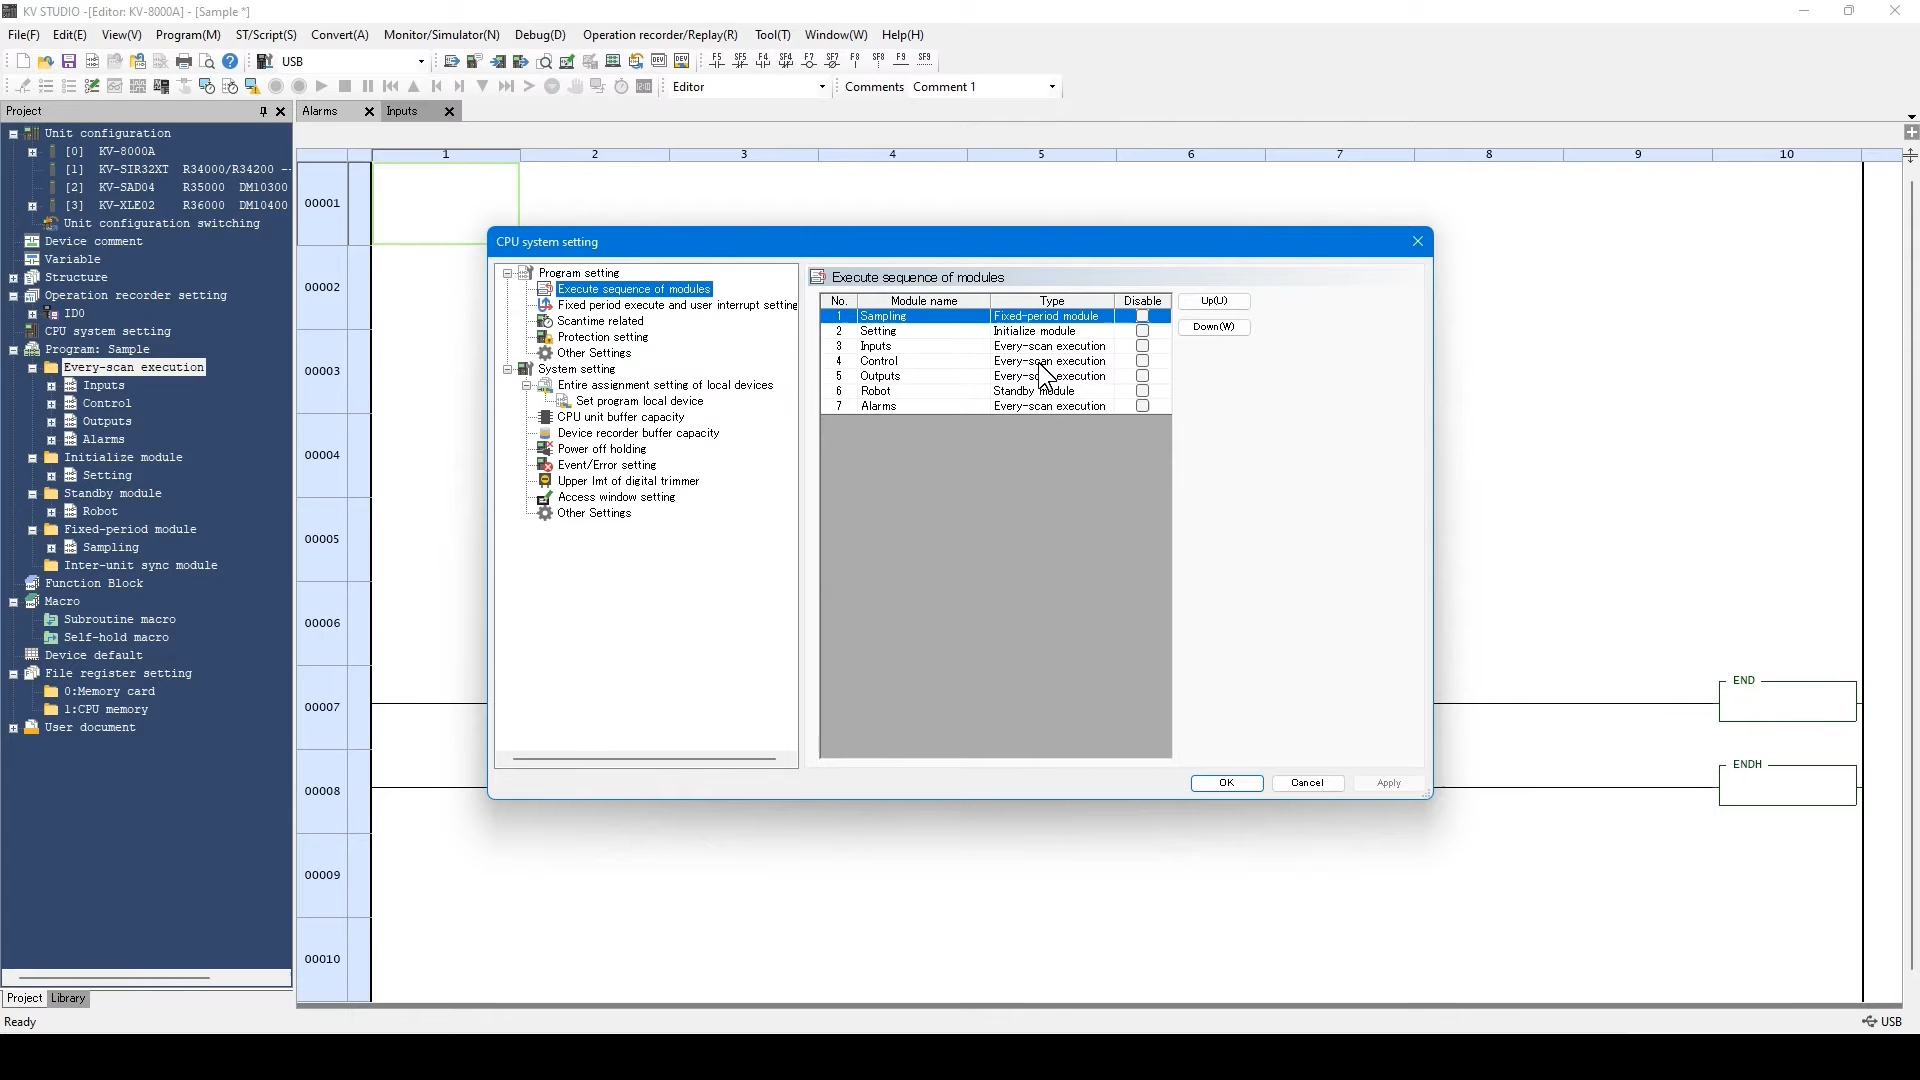 KV STUDIO -[Editor: KV-8000A] - [Sample *]
File(F) Edit(E) View(V) Program(M) ST/Script(S) Convert(A) Monitor/Simulator(N) Debug(D) Operation recorder/Replay(R) Tool(T) Window(W) Help(H)
USB
F5 SF5 F4 SF4 F7 SF7 F8 SF8 F9 SF9
Editor Comments Comment 1
Project
Alarms Inputs
Unit configuration
[0] KV-8000A
[1] KV-SIR32XT R34000/R34200 --
[2] KV-SAD04 R35000 DM10300
[3] KV-XLE02 R36000 DM10400
Unit configuration switching
Device comment
Variable
Structure
Operation recorder setting
ID0
CPU system setting
Program: Sample
Every-scan execution
Inputs
Control
Outputs
Alarms
Initialize module
Setting
Standby module
Robot
Fixed-period module
Sampling
Inter-unit sync module
Function Block
Macro
Subroutine macro
Self-hold macro
Device default
File register setting
0:Memory card
1:CPU memory
User document
Project Library
Ready
USB
1 2 3 4 5 6 7 8 9 10
00001
00002
00003
00004
00005
00006
00007
00008
00009
00010
END
ENDH
CPU system setting
Program setting
Execute sequence of modules
Fixed period execute and user interrupt setting
Scantime related
Protection setting
Other Settings
System setting
Entire assignment setting of local devices
Set program local device
CPU unit buffer capacity
Device recorder buffer capacity
Power off holding
Event/Error setting
Upper lmt of digital trimmer
Access window setting
Other Settings
Execute sequence of modules
No. Module name Type Disable
1 Sampling Fixed-period module
2 Setting Initialize module
3 Inputs Every-scan execution
4 Control Every-scan execution
5 Outputs Every-scan execution
6 Robot Standby module
7 Alarms Every-scan execution
Up(U)
Down(W)
OK Cancel Apply